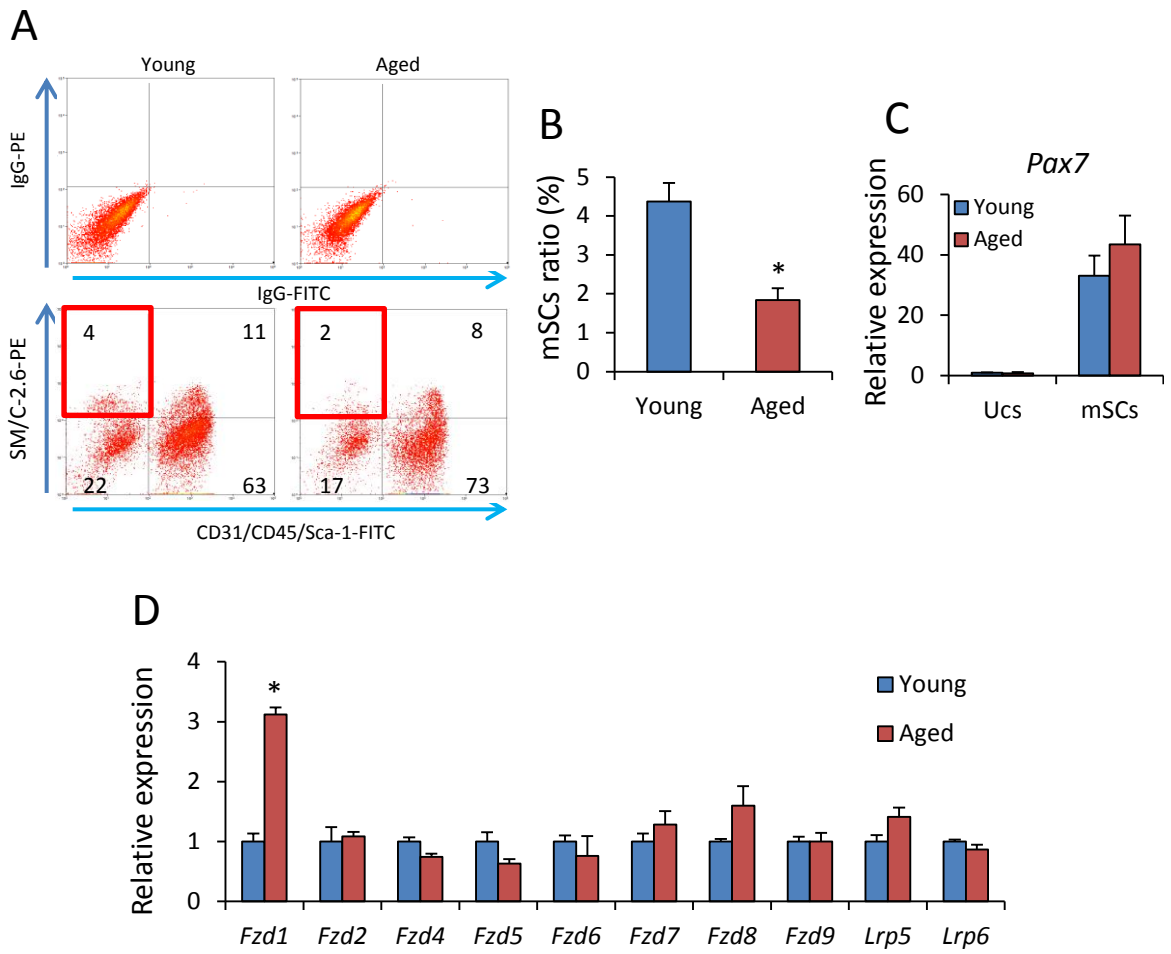 A
Young Aged
IgG-PE
IgG-FITC
4 11 2 8
SM/C-2.6-PE
22 63 17 73
CD31/CD45/Sca-1-FITC
B
mSCs ratio (%)
5
4
3
2
1
0
*
Young Aged
C
Pax7
Relative expression
60
40
20
0
Young
Aged
Ucs mSCs
D
Relative expression
4
3
2
1
0
*
Young
Aged
Fzd1 Fzd2 Fzd4 Fzd5 Fzd6 Fzd7 Fzd8 Fzd9 Lrp5 Lrp6